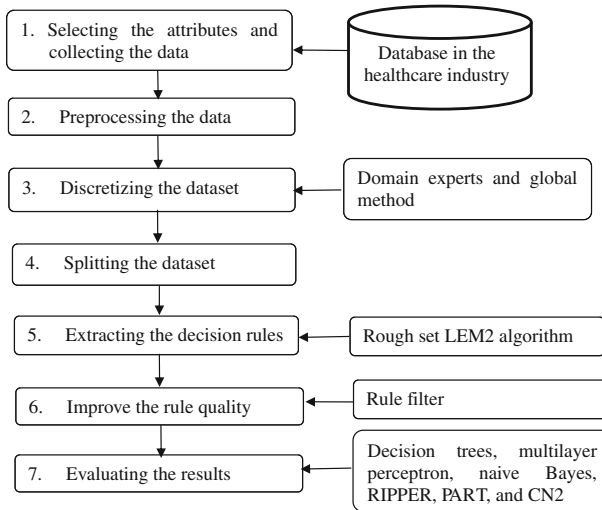 1. Selecting the attributes and
collecting the data
Database in the
healthcare industry
2. Preprocessing the data
3. Discretizing the dataset
Domain experts and global
method
4. Splitting the dataset
5. Extracting the decision rules
Rough set LEM2 algorithm
6. Improve the rule quality
Rule filter
7. Evaluating the results
Decision trees, multilayer
perceptron, naive Bayes,
RIPPER, PART, and CN2